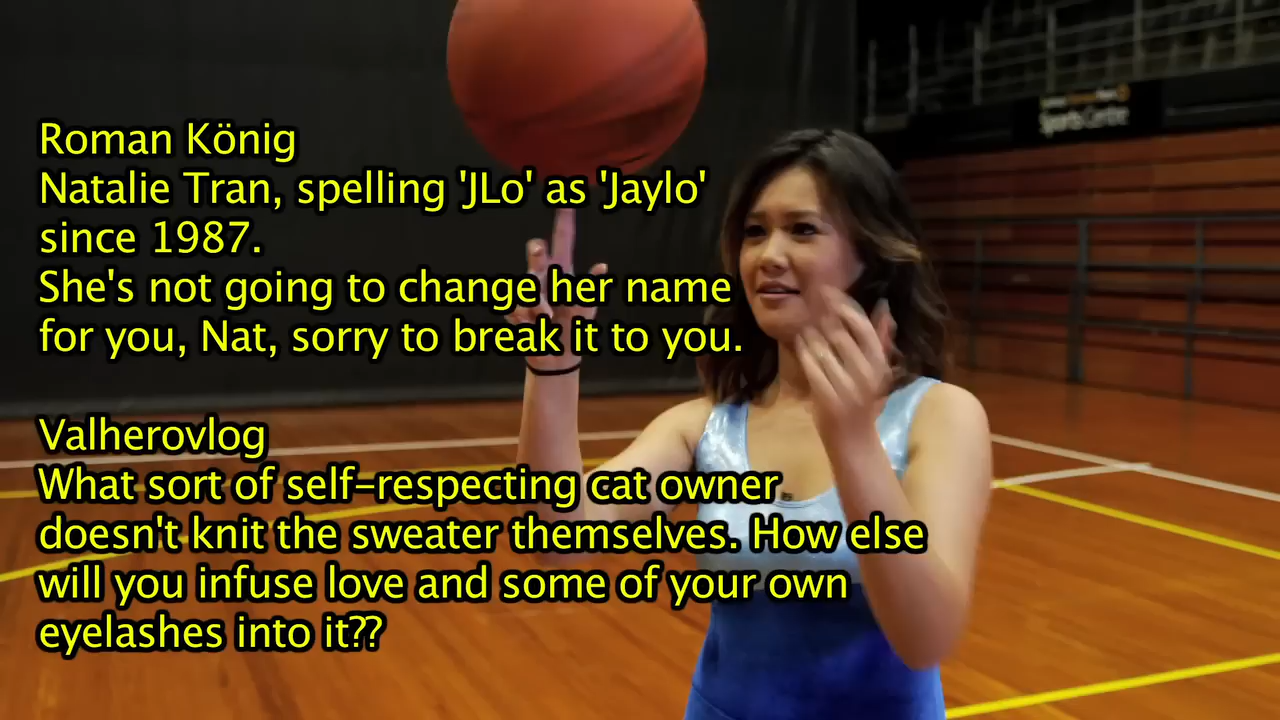 Roman König
Natalie Tran, spelling 'JLo' as 'Jaylo'
since 1987.
She's not going to change her name
for you, Nat, sorry to break it to you.
Valherovlog
What sort of self-respecting cat owner
doesn't knit the sweater themselves. How else
will you infuse love and some of your own
eyelashes into it??
Sports Centre